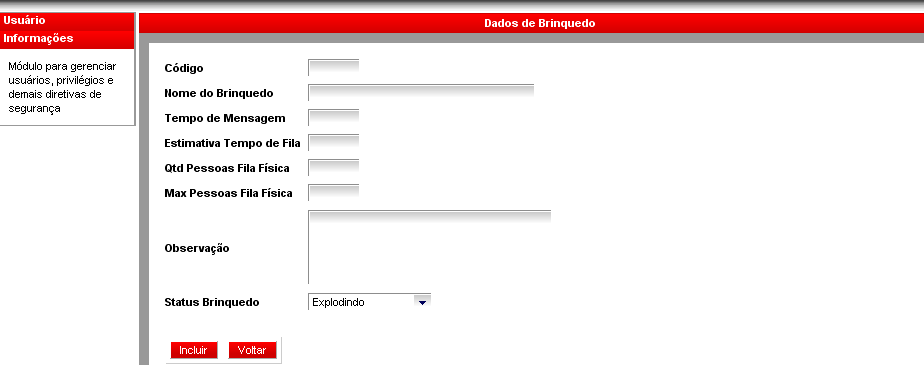 Usuário
Informações
Módulo para gerenciar
usuários, privilégios e
demais diretivas de
segurança
Dados de Brinquedo
Código
Nome do Brinquedo
Tempo de Mensagem
Estimativa Tempo de Fila
Qtd Pessoas Fila Física
Max Pessoas Fila Física
Observação
Status Brinquedo
Explodindo
Incluir
Voltar